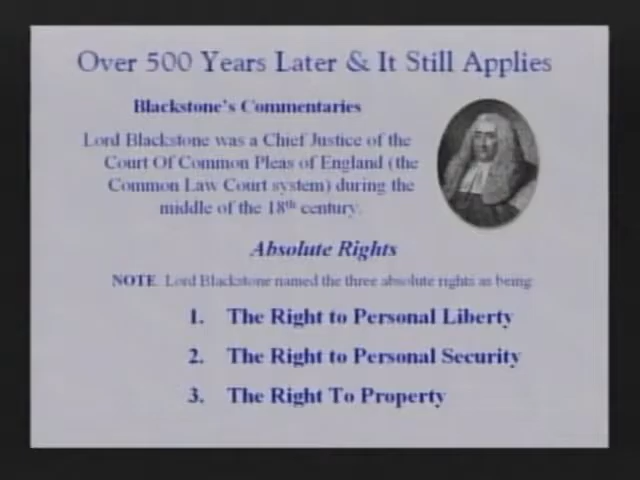 Over 500 Years Later & It Still Applies
Blackstone's Commentaries
Lord Blackstone was a Chief Justice of the
Court Of Common Pleas of England (the
Common Law Court system) during the
middle of the 18th century.
Absolute Rights
NOTE: Lord Blackstone named the three absolute rights as being:
1. The Right to Personal Liberty
2. The Right to Personal Security
3. The Right To Property